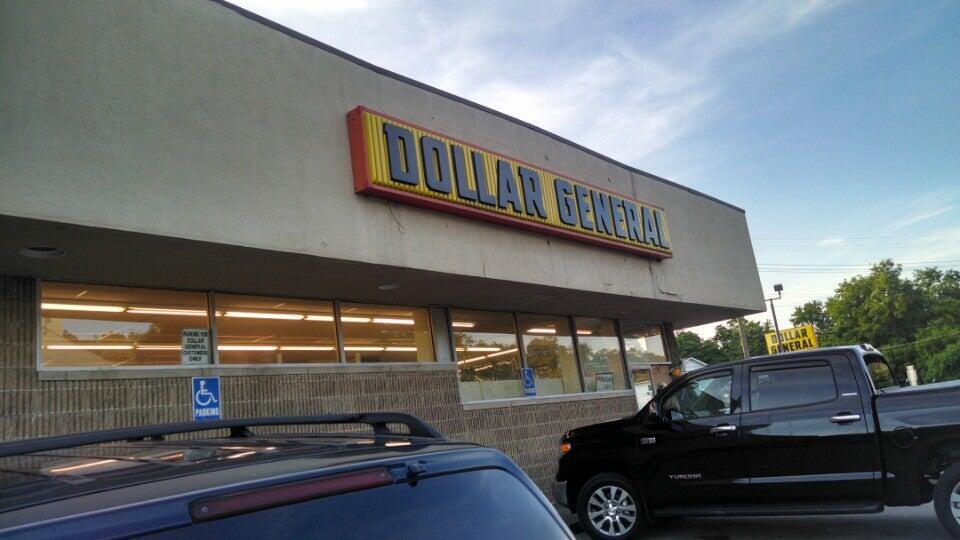 DOLLAR GENERAL
PARKING FOR
DOLLAR
GENERAL
CUSTOMERS
ONLY
PARKING
DOLLAR
GENERAL
TUNDRA